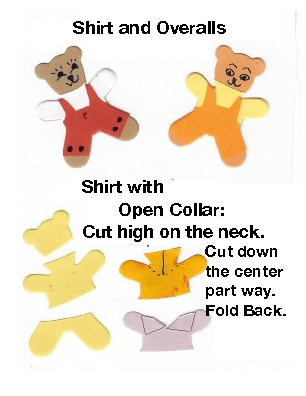 Shirt and Overalls
Shirt with
Open Collar:
Cut high on the neck.
Cut down
the center
part way.
Fold Back.